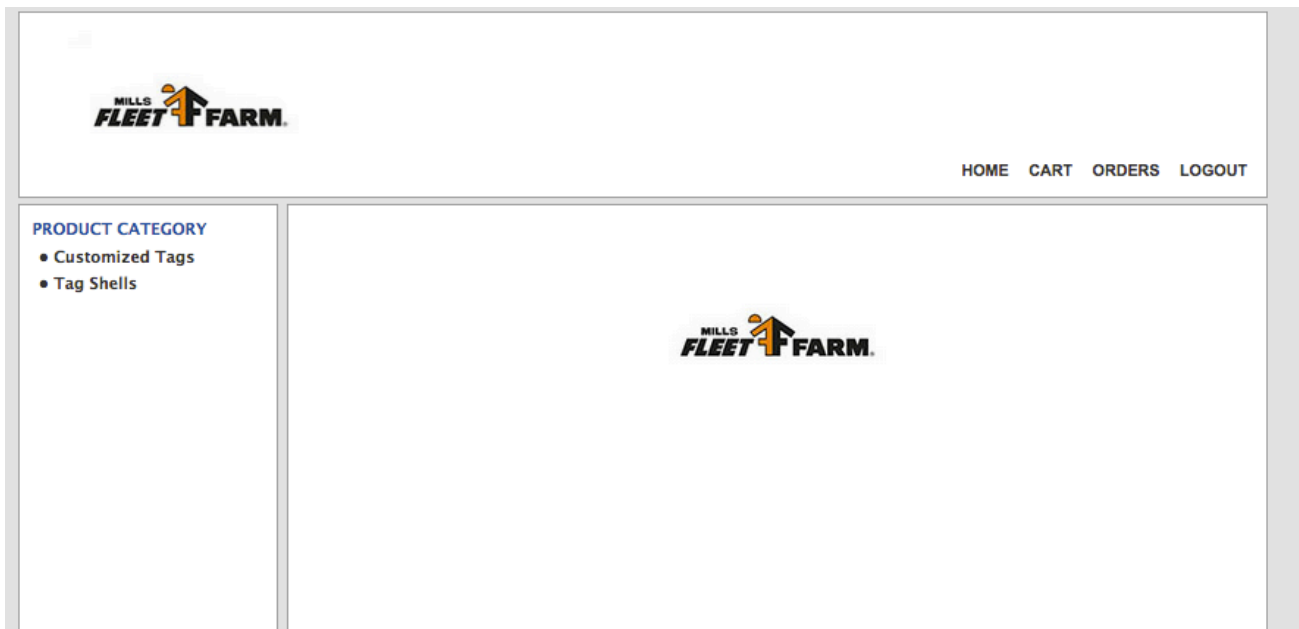 MILLS
FLEET FARM®
HOME CART ORDERS LOGOUT
PRODUCT CATEGORY
• Customized Tags
• Tag Shells
MILLS
FLEET FARM®